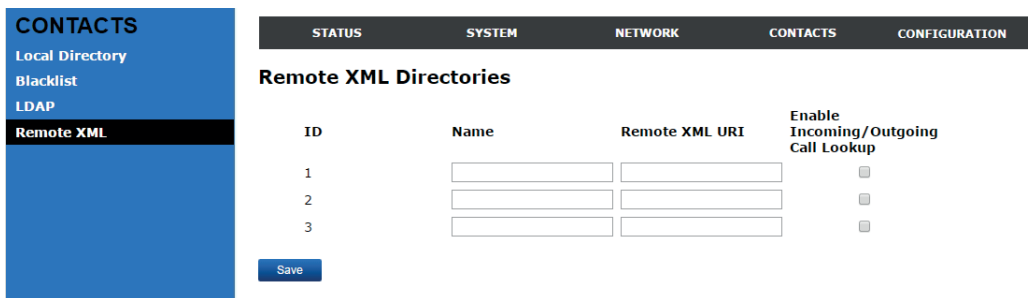 CONTACTS
Local Directory
Blacklist
LDAP
Remote XML
STATUS SYSTEM NETWORK CONTACTS CONFIGURATION
Remote XML Directories
ID Name Remote XML URI Enable
Incoming/Outgoing
Call Lookup
1
2
3
Save